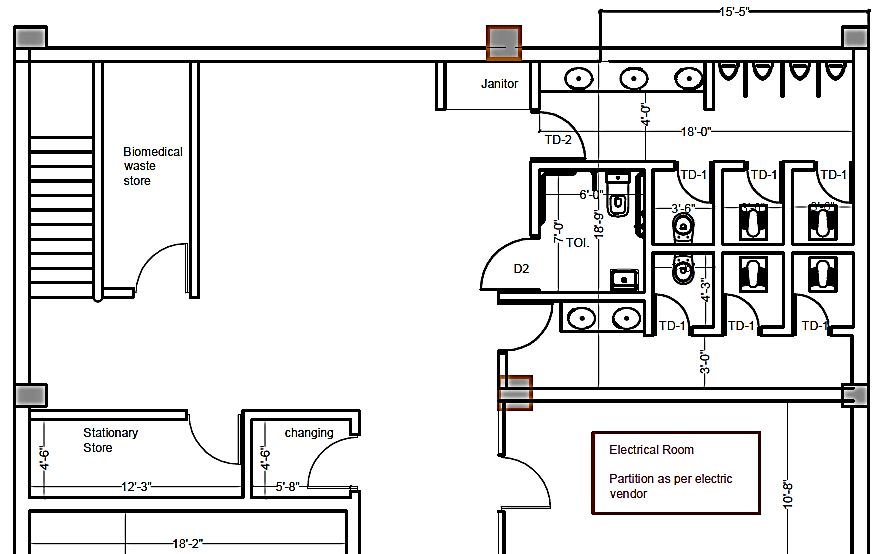 15'-5"
Janitor
4'-0"
18'-0"
TD-2
Biomedical
waste
store
TD-1
TD-1
TD-1
6'-0"
3'-6"
7'-0"
18'-9"
TOI.
D2
4'-3"
TD-1
TD-1
TD-1
3'-0"
Stationary
Store
changing
4'-6"
4'-6"
12'-3"
5'-8"
Electrical Room
Partition as per electric
vendor
10'-8"
18'-2"